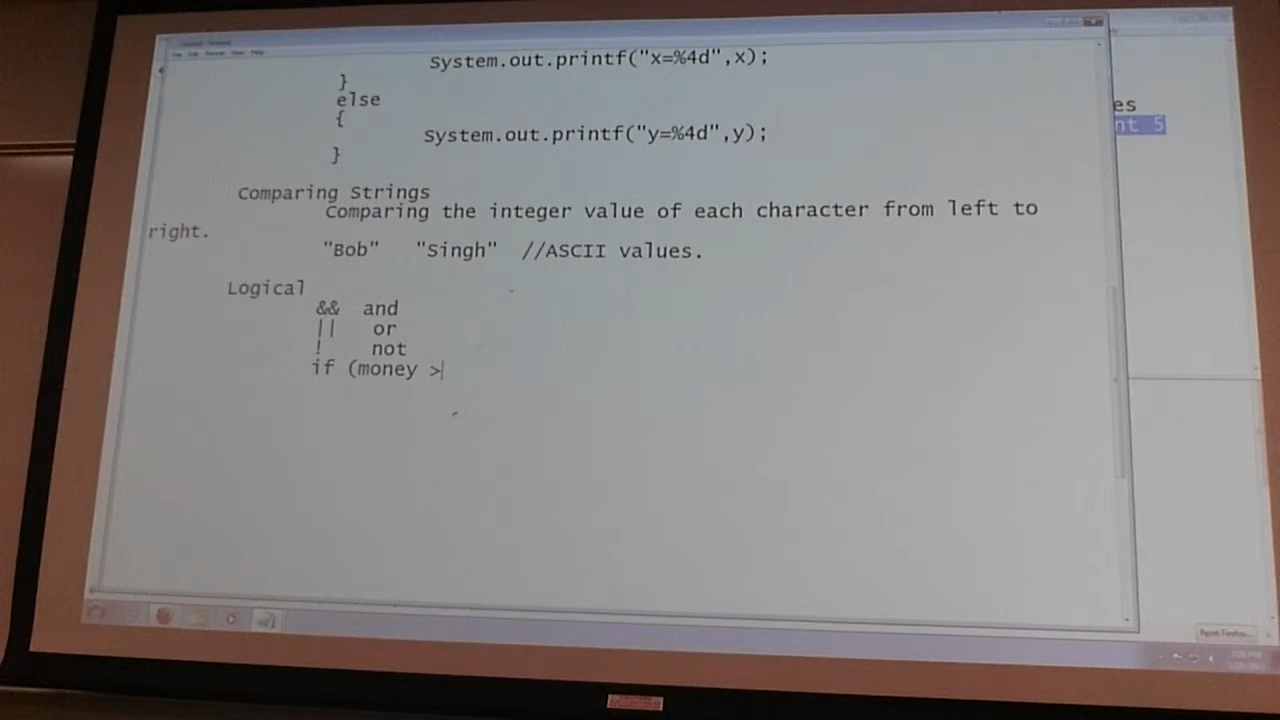 System.out.printf("x=%4d",x);
}
else
{
System.out.printf("y=%4d",y);
}
Comparing Strings
Comparing the integer value of each character from left to
right.
"Bob" "Singh" //ASCII values.
Logical
&& and
|| or
! not
if (money >
es
nt 5